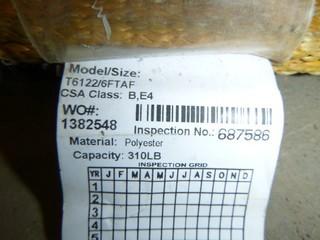 Model/Size:
T6122/6FTAF
CSA Class: B,E4
WO#:
1382548 Inspection No.: 687586
Material: Polyester
Capacity: 310LB
INSPECTION GRID
YR J F M A M J J A S O N D
1
2
3
4
5